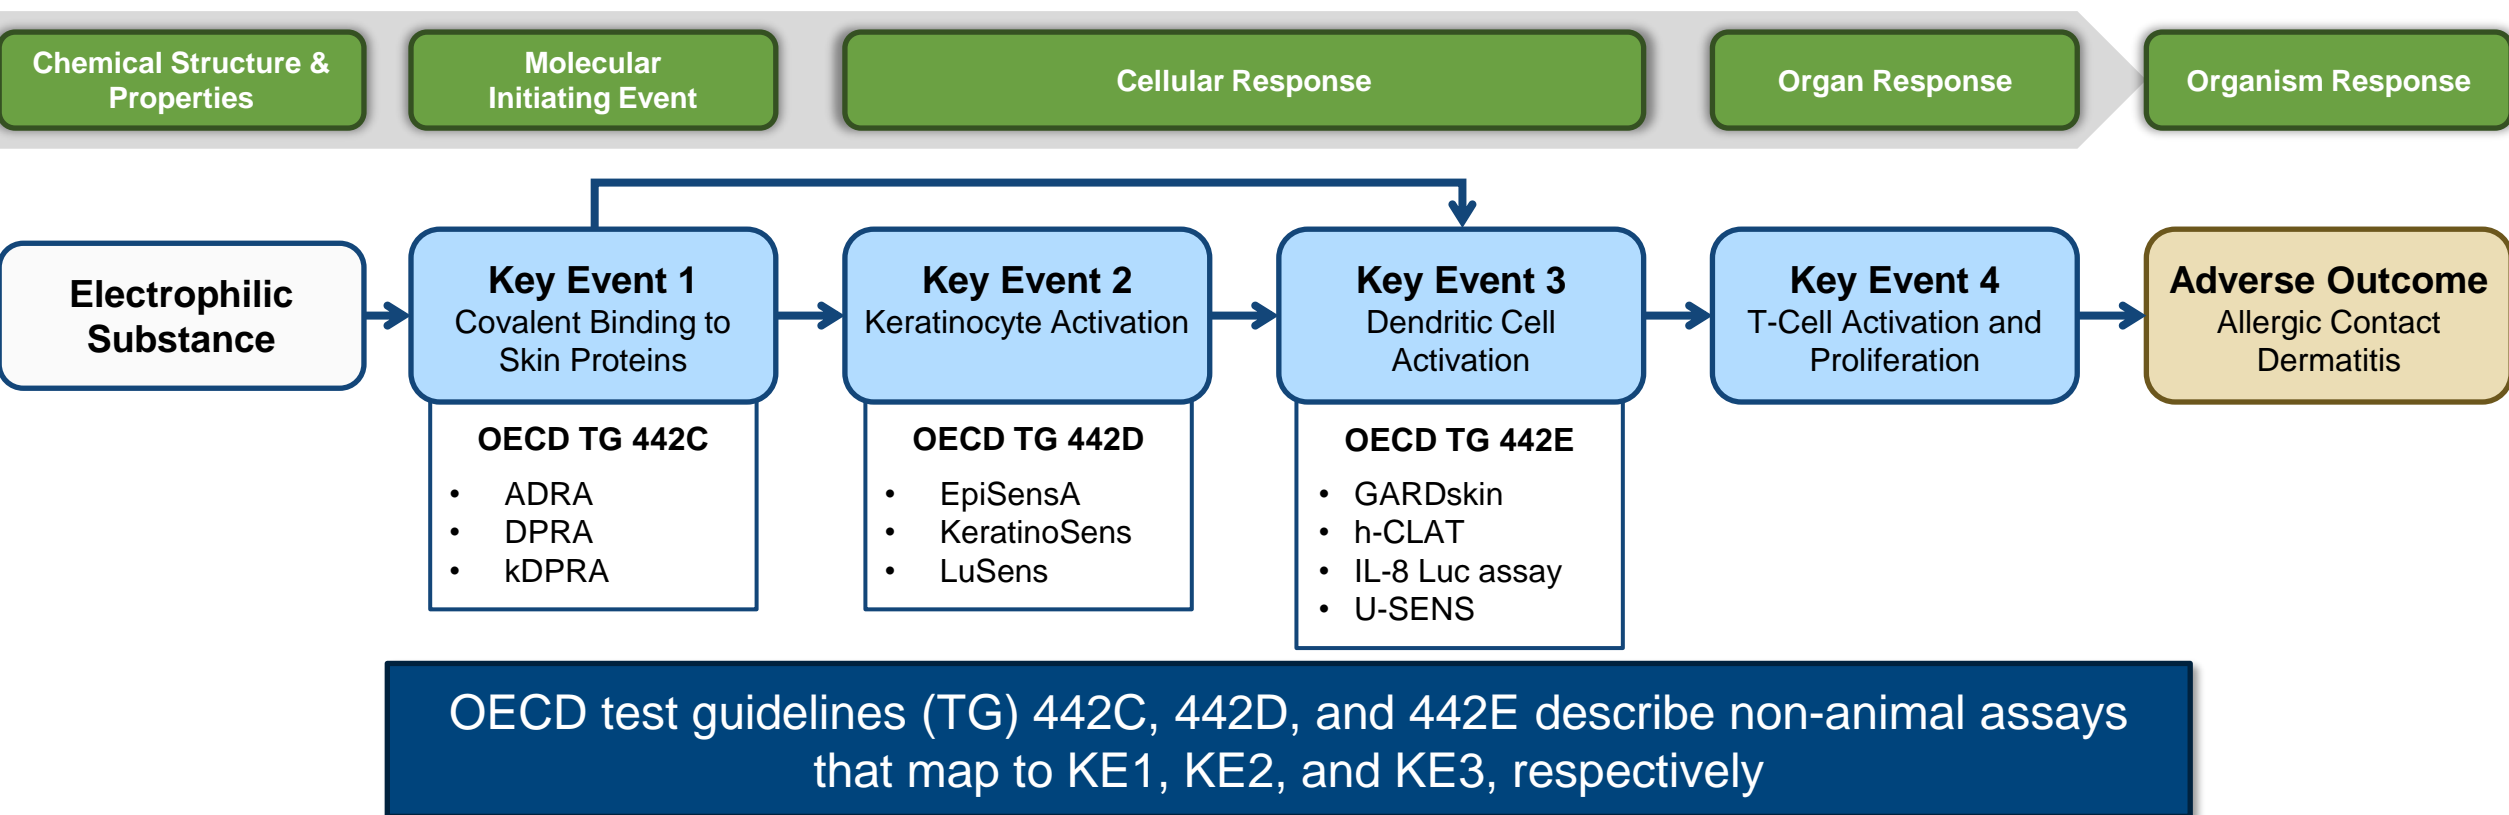 Chemical Structure &
Properties
Molecular
Initiating Event
Cellular Response
Organ Response
Organism Response
Electrophilic
Substance
Key Event 1
Covalent Binding to
Skin Proteins
Key Event 2
Keratinocyte Activation
Key Event 3
Dendritic Cell
Activation
Key Event 4
T-Cell Activation and
Proliferation
Adverse Outcome
Allergic Contact
Dermatitis
OECD TG 442C
• ADRA
• DPRA
• kDPRA
OECD TG 442D
• EpiSensA
• KeratinoSens
• LuSens
OECD TG 442E
• GARDskin
• h-CLAT
• IL-8 Luc assay
• U-SENS
OECD test guidelines (TG) 442C, 442D, and 442E describe non-animal assays
that map to KE1, KE2, and KE3, respectively